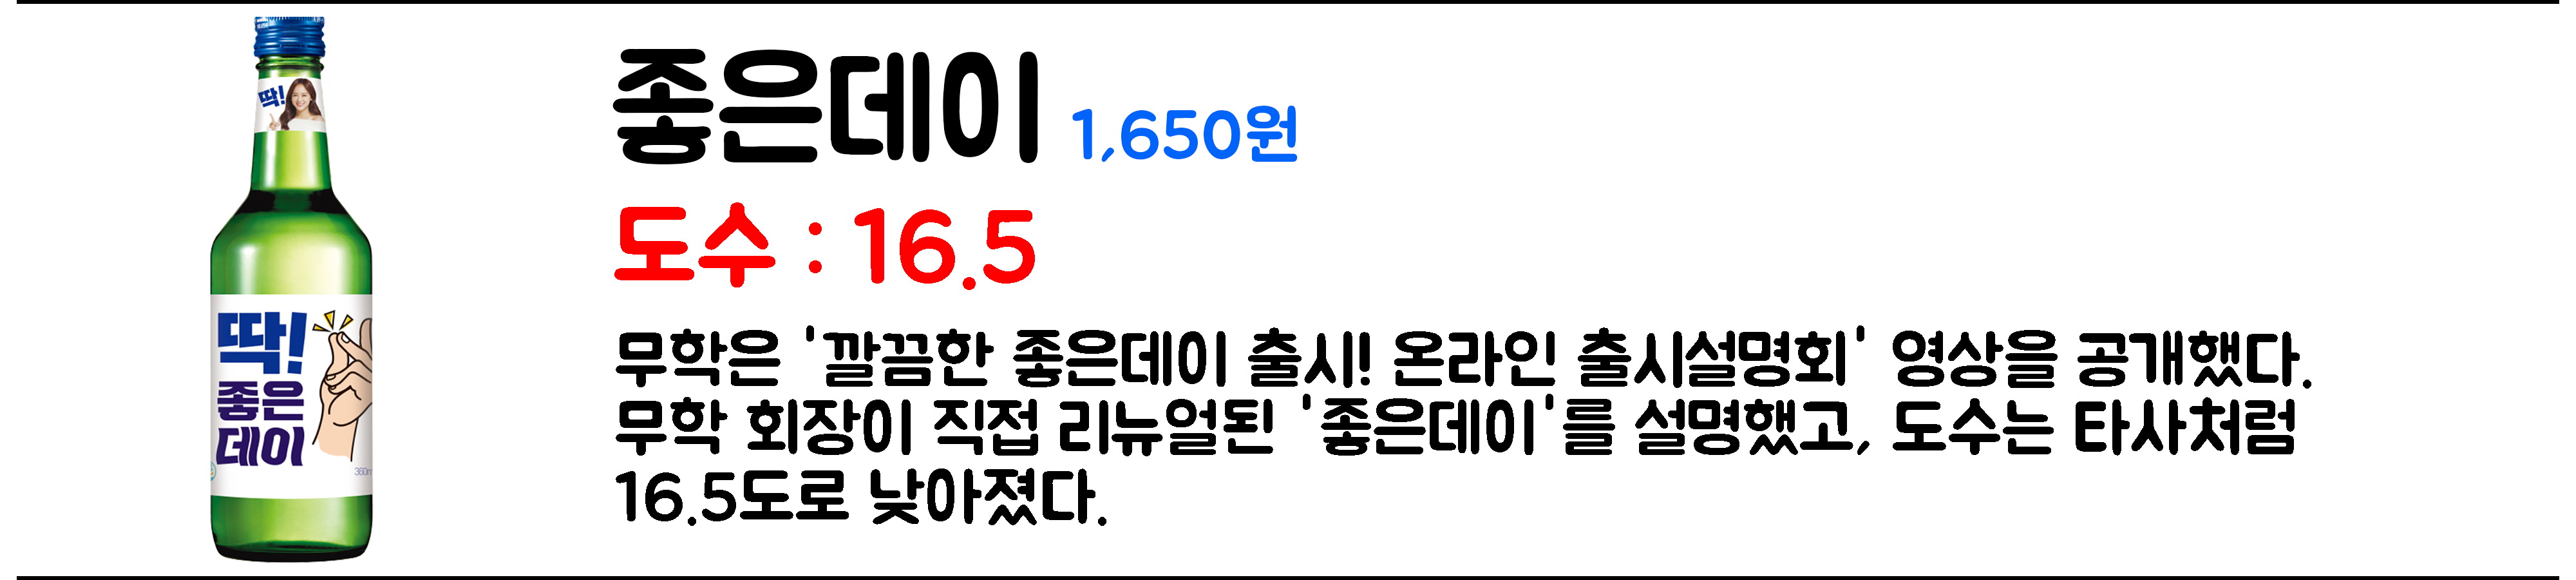 딱!
딱!
좋은
데이
좋은데이 1,650원
도수 : 16.5
무학은 '깔끔한 좋은데이 출시! 온라인 출시설명회' 영상을 공개했다.
무학 회장이 직접 리뉴얼된 '좋은데이'를 설명했고, 도수는 타사처럼
16.5도로 낮아졌다.